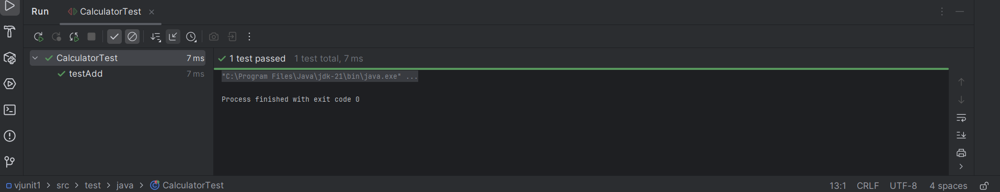 Run CalculatorTest
CalculatorTest 7 ms
testAdd 7 ms
1 test passed 1 test total, 7 ms
"C:\Program Files\Java\jdk-21\bin\java.exe" ...
Process finished with exit code 0
vjunit1 > src > test > java > CalculatorTest
13:1 CRLF UTF-8 4 spaces